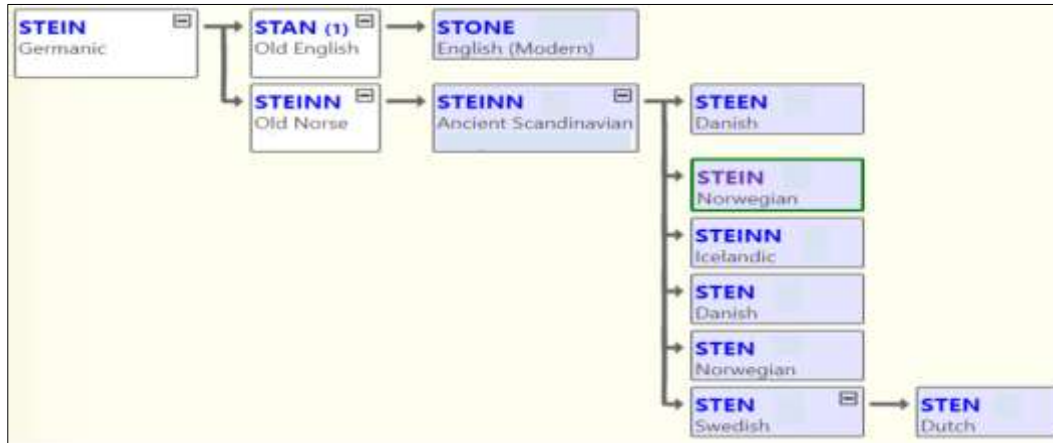 STEIN
Germanic
STAN (1)
Old English
STONE
English (Modern)
STEINN
Old Norse
STEINN
Ancient Scandinavian
STEEN
Danish
STEIN
Norwegian
STEINN
Icelandic
STEN
Danish
STEN
Norwegian
STEN
Swedish
STEN
Dutch